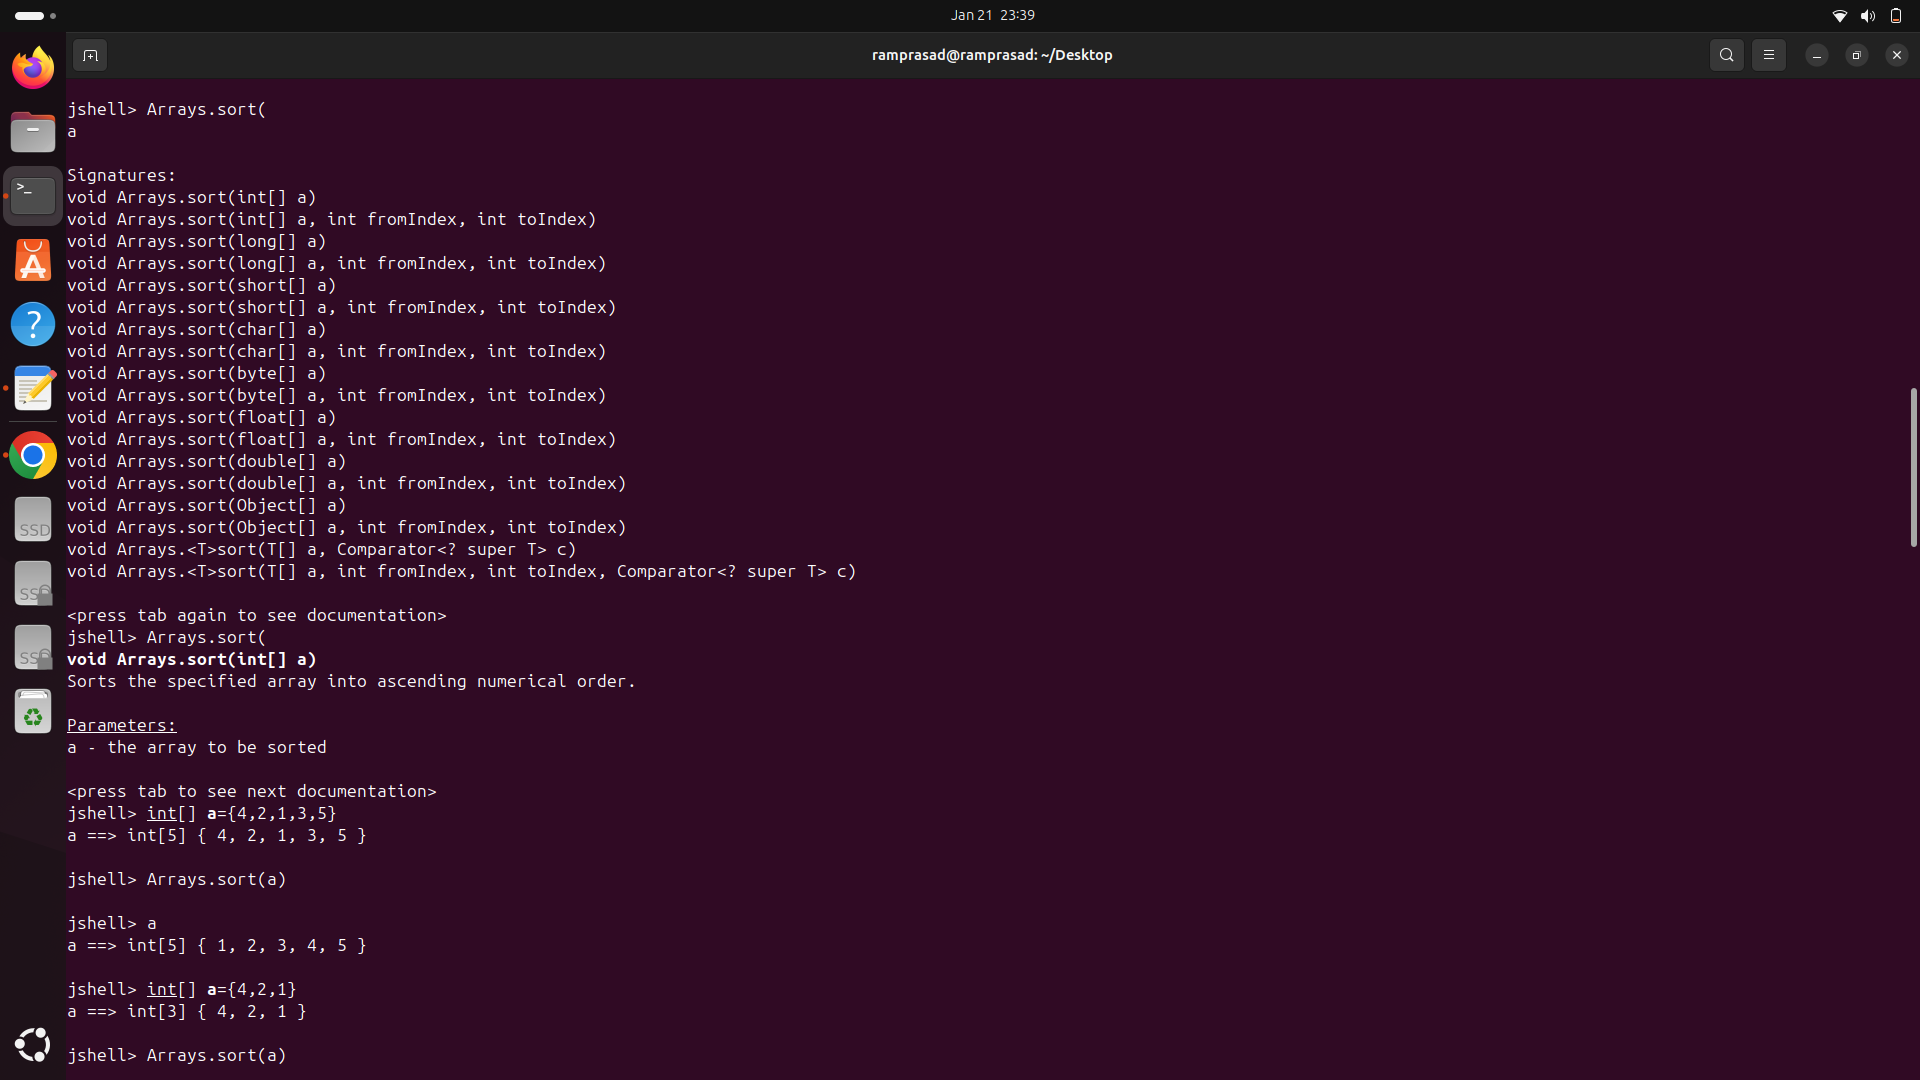 Jan 21 23:39
ramprasad@ramprasad: ~/Desktop
jshell> Arrays.sort(
a
Signatures:
void Arrays.sort(int[] a)
void Arrays.sort(int[] a, int fromIndex, int toIndex)
void Arrays.sort(long[] a)
void Arrays.sort(long[] a, int fromIndex, int toIndex)
void Arrays.sort(short[] a)
void Arrays.sort(short[] a, int fromIndex, int toIndex)
void Arrays.sort(char[] a)
void Arrays.sort(char[] a, int fromIndex, int toIndex)
void Arrays.sort(byte[] a)
void Arrays.sort(byte[] a, int fromIndex, int toIndex)
void Arrays.sort(float[] a)
void Arrays.sort(float[] a, int fromIndex, int toIndex)
void Arrays.sort(double[] a)
void Arrays.sort(double[] a, int fromIndex, int toIndex)
void Arrays.sort(Object[] a)
void Arrays.sort(Object[] a, int fromIndex, int toIndex)
void Arrays.<T>sort(T[] a, Comparator<? super T> c)
void Arrays.<T>sort(T[] a, int fromIndex, int toIndex, Comparator<? super T> c)
<press tab again to see documentation>
jshell> Arrays.sort(
void Arrays.sort(int[] a)
Sorts the specified array into ascending numerical order.
Parameters:
a - the array to be sorted
<press tab to see next documentation>
jshell> int[] a={4,2,1,3,5}
a ==> int[5] { 4, 2, 1, 3, 5 }
jshell> Arrays.sort(a)
jshell> a
a ==> int[5] { 1, 2, 3, 4, 5 }
jshell> int[] a={4,2,1}
a ==> int[3] { 4, 2, 1 }
jshell> Arrays.sort(a)
>_
A
?
SSD
SSD
SSD